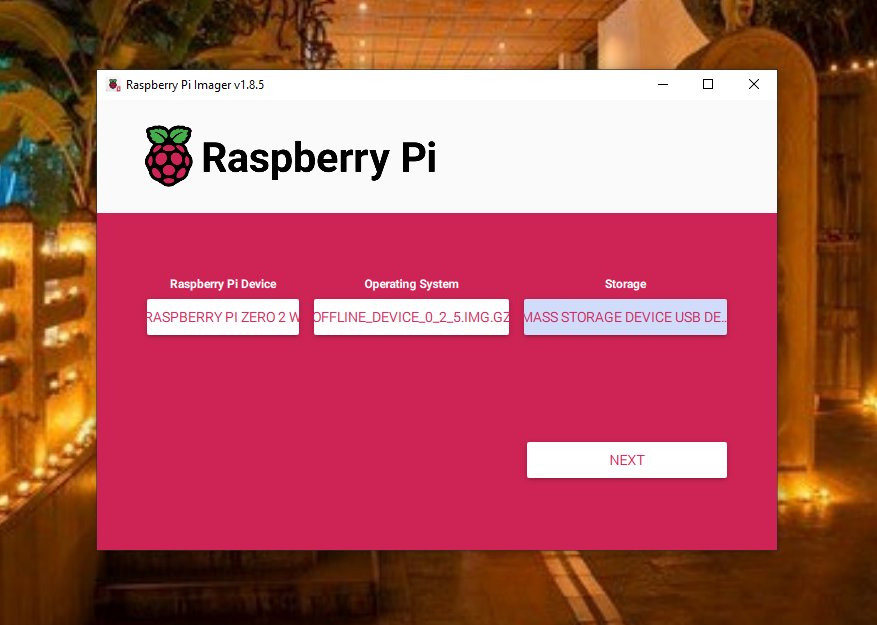 Raspberry Pi Imager v1.8.5
Raspberry Pi
Raspberry Pi Device
Operating System
Storage
RASPBERRY PI ZERO 2 W
OFFLINE_DEVICE_0_2_5.IMG.GZ
MASS STORAGE DEVICE USB DE..
NEXT